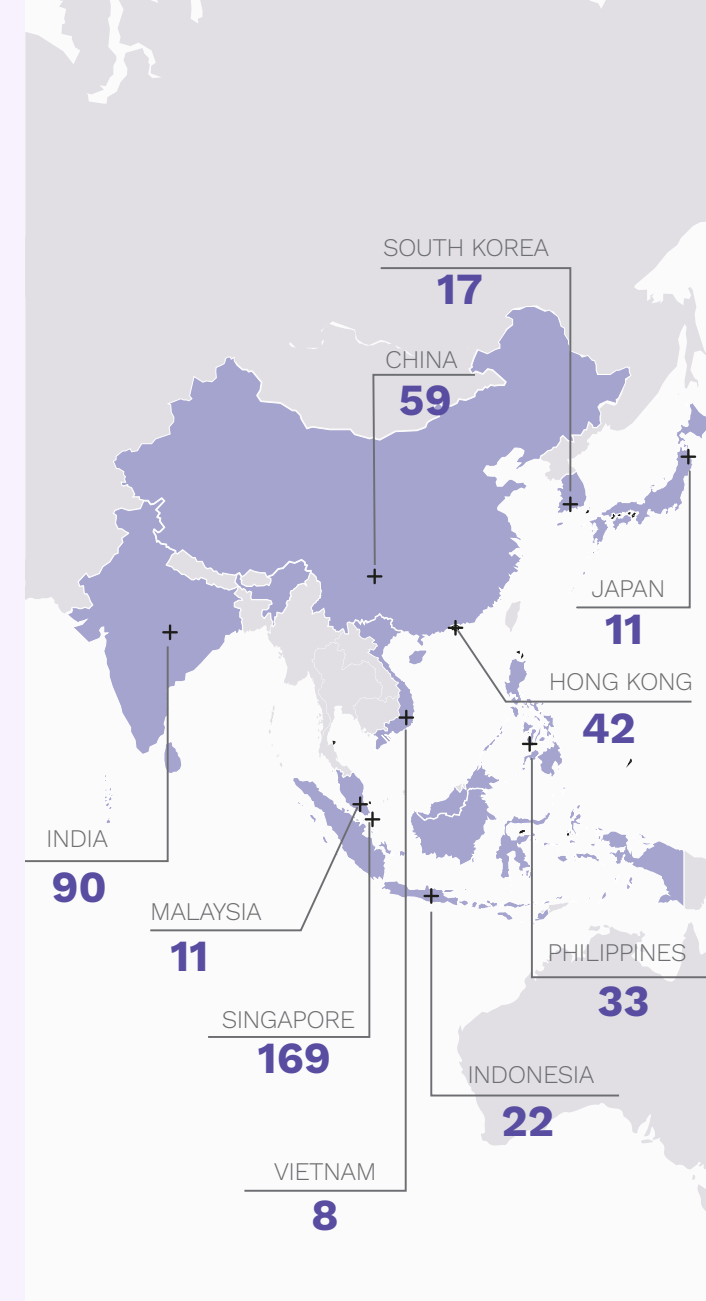 SOUTH KOREA
17
CHINA
59
JAPAN
11
HONG KONG
42
INDIA
90
MALAYSIA
11
PHILIPPINES
33
SINGAPORE
169
INDONESIA
22
VIETNAM
8